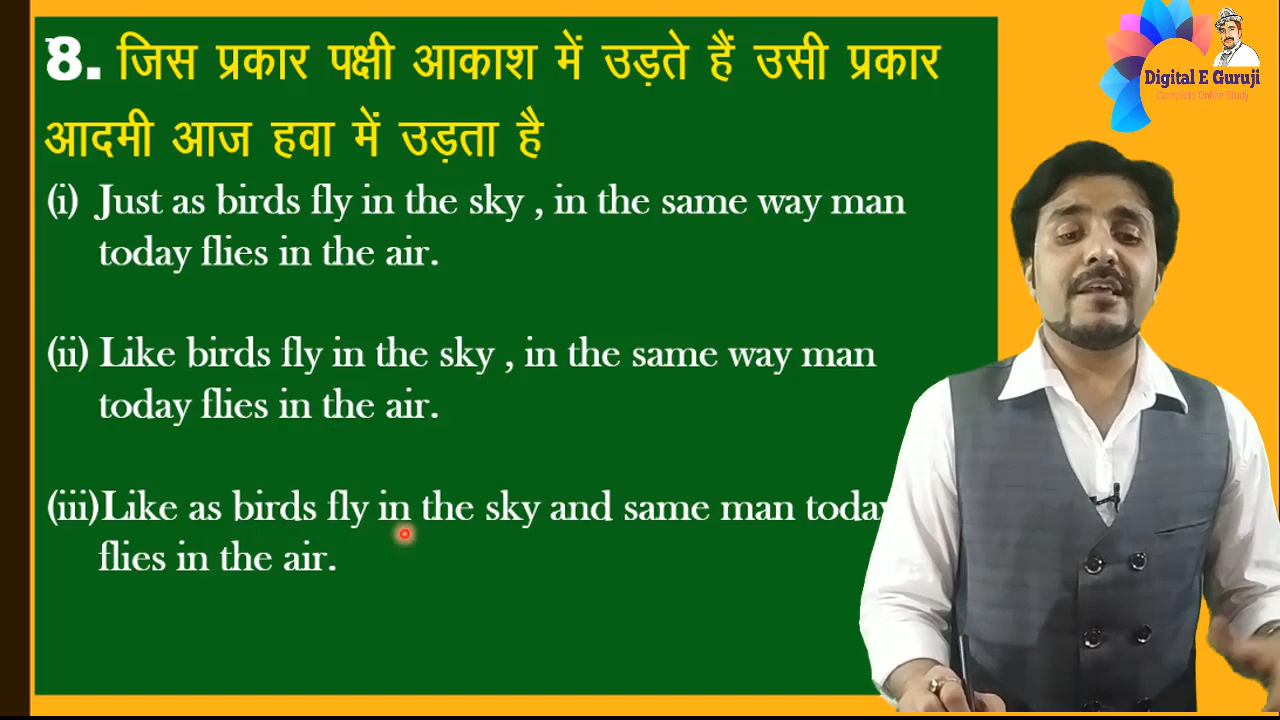 8. जिस प्रकार पक्षी आकाश में उड़ते हैं उसी प्रकार
आदमी आज हवा में उड़ता है
(i) Just as birds fly in the sky , in the same way man
today flies in the air.
(ii) Like birds fly in the sky , in the same way man
today flies in the air.
(iii)Like as birds fly in the sky and same man today
flies in the air.
Digital E Guruji
Complete Online Study